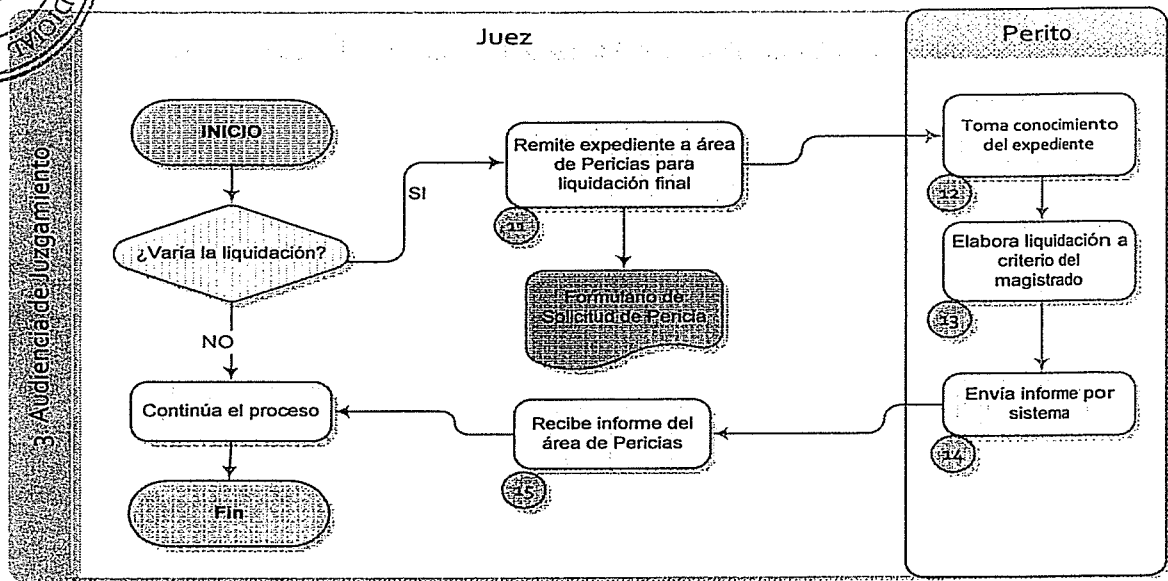 Juez
Perito
3. Audiencia de Juzgamiento
INICIO
¿Varía la liquidación?
SI
NO
Remite expediente a área
de Pericias para
liquidación final
11
Formulario de
Solicitud de Pericia
Toma conocimiento
del expediente
12
Elabora liquidación a
criterio del
magistrado
13
Envía informe por
sistema
14
Recibe informe del
área de Pericias
15
Continúa el proceso
Fin